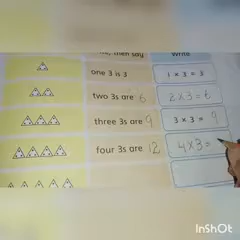 then say
Write
one 3 is 3
1 × 3 = 3
two 3s are 6
2 × 3 = 6
three 3s are 9
3 × 3 = 9
four 3s are 12
4 × 3 =
InShOt